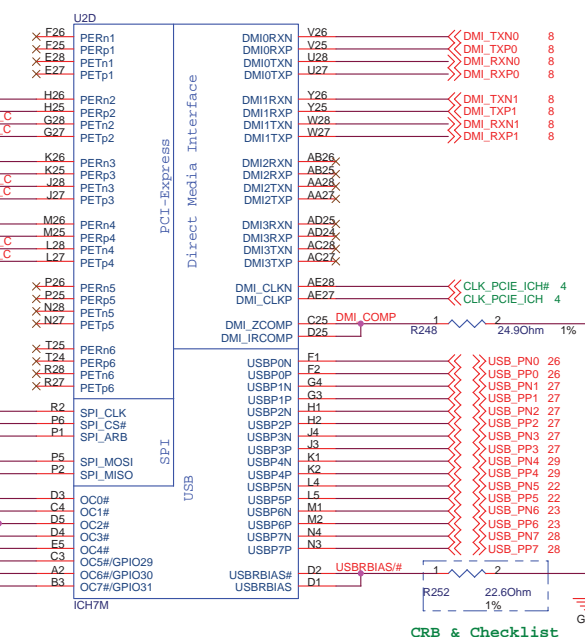 U2D
F26 PERn1 DMI0RXN V26 DMI_TXN0 8
F25 PERp1 DMI0RXP V25 DMI_TXP0 8
E28 PETn1 DMI0TXN U28 DMI_RXN0 8
E27 PETp1 DMI0TXP U27 DMI_RXP0 8
H26 PERn2 DMI1RXN Y26 DMI_TXN1 8
_C H25 PERp2 DMI1RXP Y25 DMI_TXP1 8
_C G28 PETn2 DMI1TXN W28 DMI_RXN1 8
G27 PETp2 DMI1TXP W27 DMI_RXP1 8
K26 PERn3 DMI2RXN AB26
K25 PERp3 DMI2RXP AB25
_C J28 PETn3 DMI2TXN AA28
_C J27 PETp3 DMI2TXP AA27
M26 PERn4 DMI3RXN AD25
M25 PERp4 DMI3RXP AD24
_C L28 PETn4 DMI3TXN AC28
_C L27 PETp4 DMI3TXP AC27
PCI-Express
Direct Media Interface
P26 PERn5 DMI_CLKN AE28 CLK_PCIE_ICH# 4
P25 PERp5 DMI_CLKP AE27 CLK_PCIE_ICH 4
N28 PETn5
N27 PETp5 DMI_ZCOMP C25 DMI_COMP 1 2
DMI_IRCOMP D25 R248 24.9Ohm 1%
T25 PERn6
T24 PERp6 USBP0N F1 USB_PN0 26
R28 PETn6 USBP0P F2 USB_PP0 26
R27 PETp6 USBP1N G4 USB_PN1 27
USBP1P G3 USB_PP1 27
R2 SPI_CLK USBP2N H1 USB_PN2 27
P6 SPI_CS# USBP2P H2 USB_PP2 27
P1 SPI_ARB USBP3N J4 USB_PN3 27
USBP3P J3 USB_PP3 27
P5 SPI_MOSI USBP4N K1 USB_PN4 29
P2 SPI_MISO USBP4P K2 USB_PP4 29
SPI
USB
USBP5N L4 USB_PN5 22
D3 OC0# USBP5P L5 USB_PP5 22
C4 OC1# USBP6N M1 USB_PN6 23
D5 OC2# USBP6P M2 USB_PP6 23
D4 OC3# USBP7N N4 USB_PN7 28
E5 OC4# USBP7P N3 USB_PP7 28
C3 OC5#/GPIO29
A2 OC6#/GPIO30 USBRBIAS# D2 USBRBIAS/# 1 2
B3 OC7#/GPIO31 USBRBIAS D1 R252 22.6Ohm
1%
ICH7M
G
CRB & Checklist